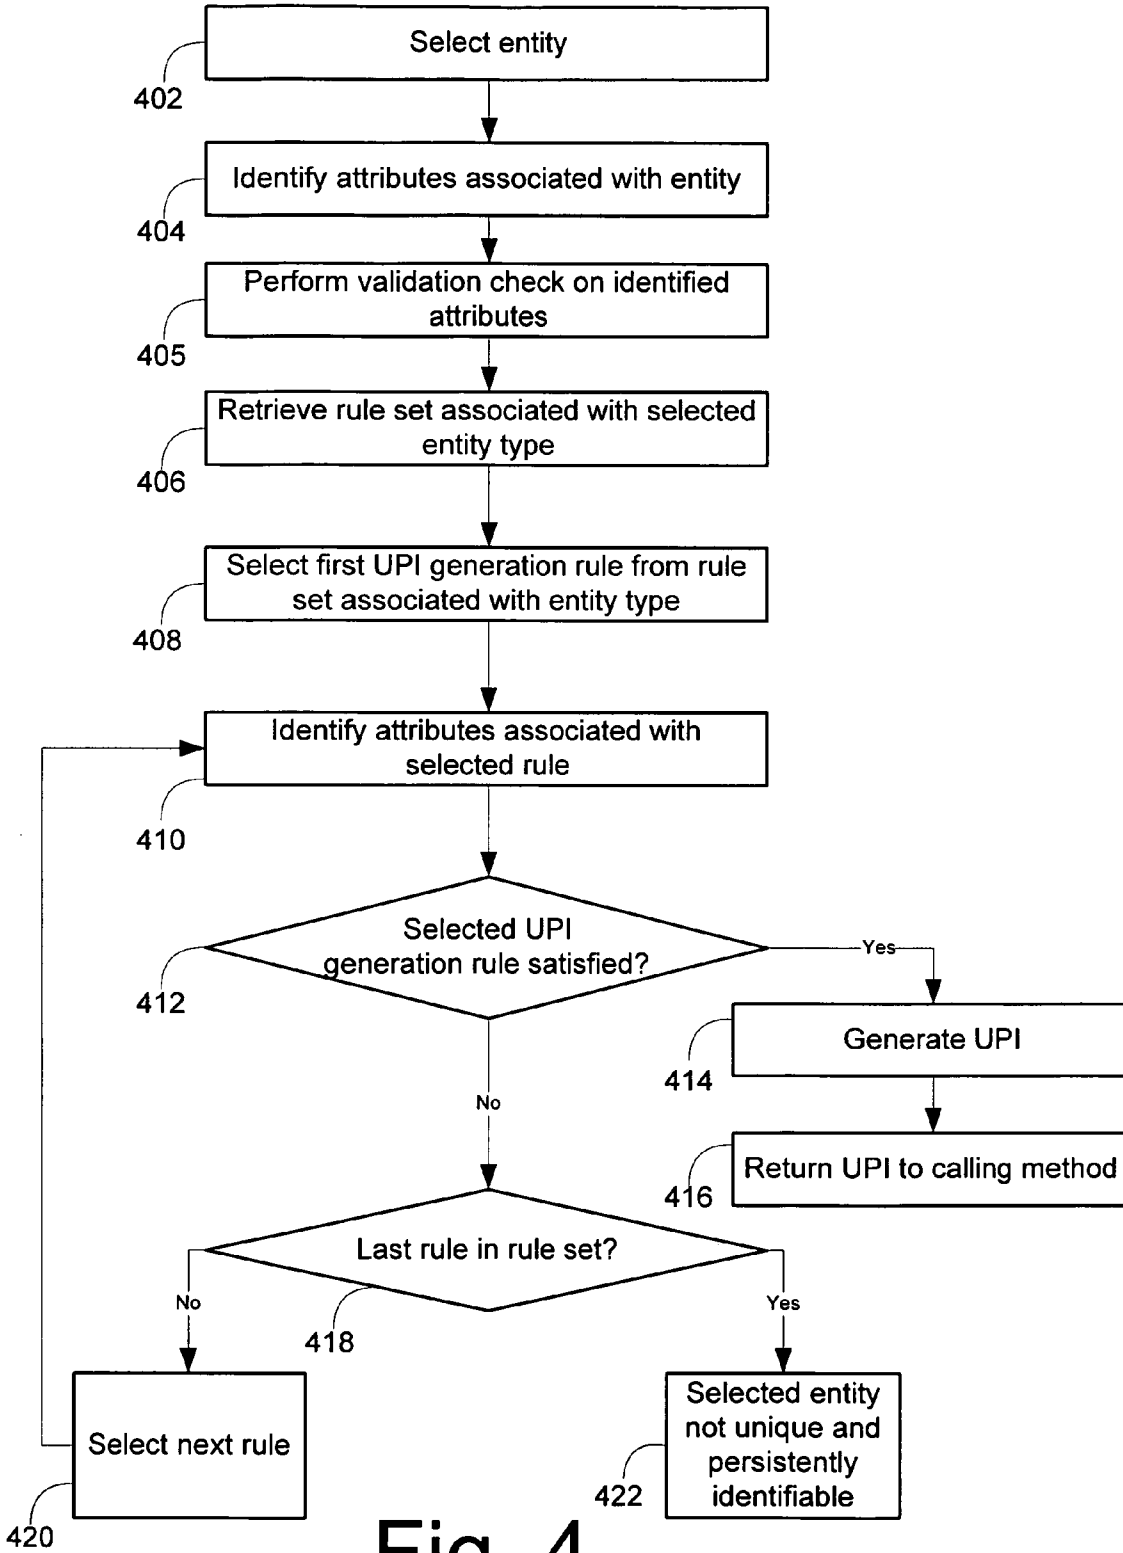 Select entity
402
Identify attributes associated with entity
404
Perform validation check on identified
attributes
405
Retrieve rule set associated with selected
entity type
406
Select first UPI generation rule from rule
set associated with entity type
408
Identify attributes associated with
selected rule
410
Selected UPI
generation rule satisfied?
412
Yes
Generate UPI
414
No
Return UPI to calling method
416
Last rule in rule set?
418
No
Yes
Select next rule
420
Selected entity
not unique and
persistently
identifiable
422
Fig. 4